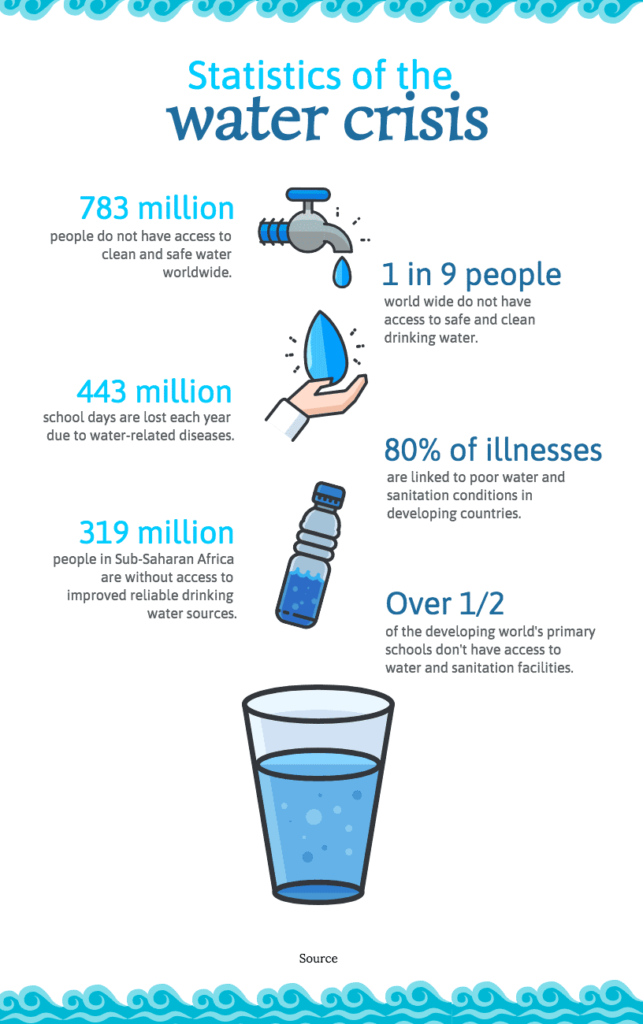 Statistics of the
water crisis
783 million
people do not have access to
clean and safe water
worldwide.
1 in 9 people
world wide do not have
access to safe and clean
drinking water.
443 million
school days are lost each year
due to water-related diseases.
80% of illnesses
are linked to poor water and
sanitation conditions in
developing countries.
319 million
people in Sub-Saharan Africa
are without access to
improved reliable drinking
water sources.
Over 1/2
of the developing world's primary
schools don't have access to
water and sanitation facilities.
Source